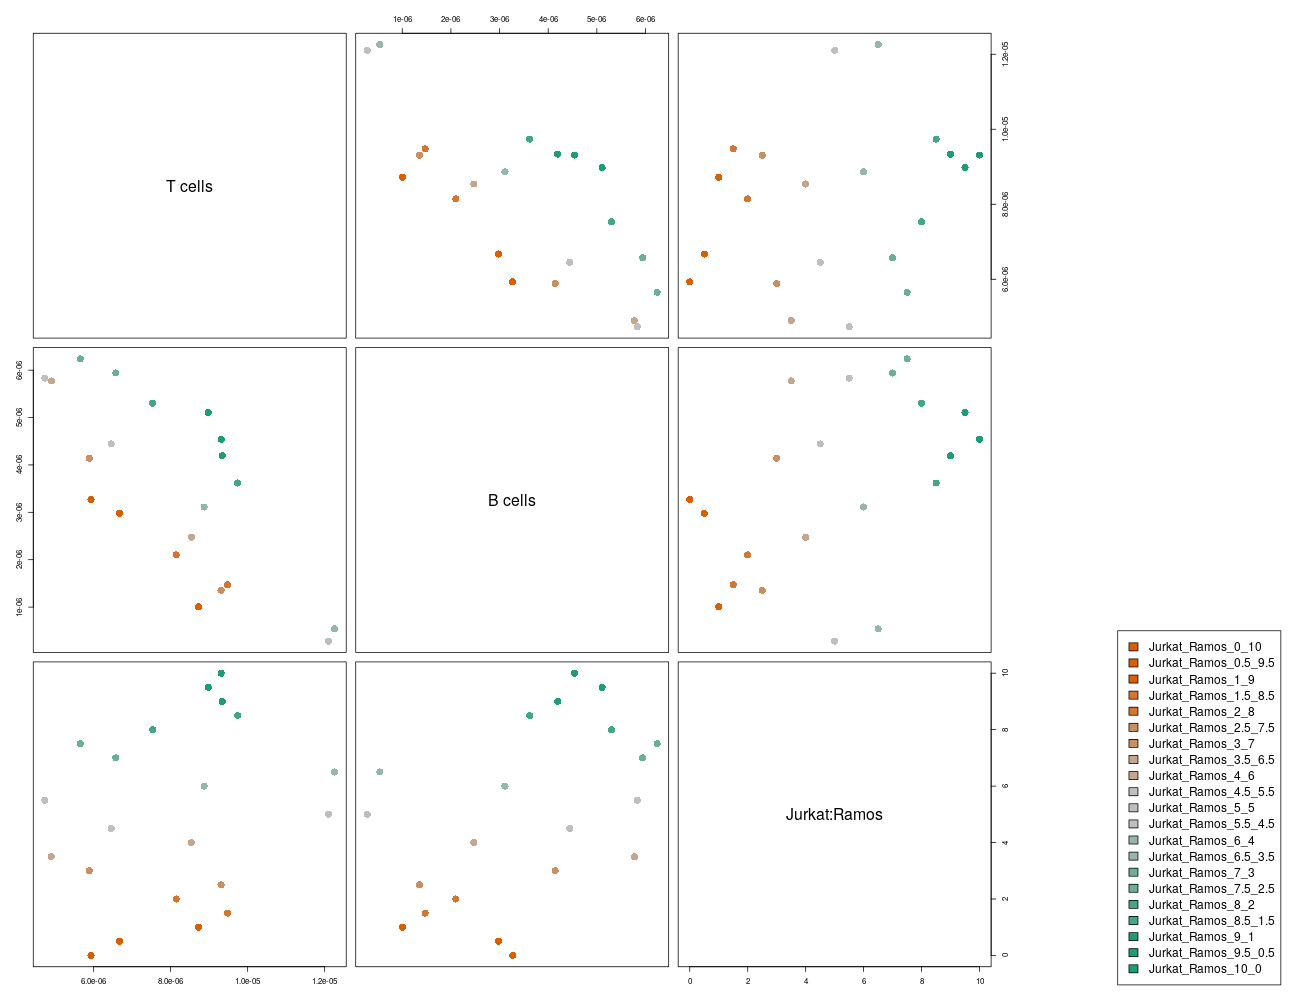 1e-06 2e-06 3e-06 4e-06 5e-06 6e-06
T cells
6.0e-06 8.0e-06 1.0e-05 1.2e-05
1e-06 2e-06 3e-06 4e-06 5e-06 6e-06
B cells
Jurkat:Ramos
0 2 4 6 8 10
6.0e-06 8.0e-06 1.0e-05 1.2e-05
0 2 4 6 8 10
Jurkat_Ramos_0_10
Jurkat_Ramos_0.5_9.5
Jurkat_Ramos_1_9
Jurkat_Ramos_1.5_8.5
Jurkat_Ramos_2_8
Jurkat_Ramos_2.5_7.5
Jurkat_Ramos_3_7
Jurkat_Ramos_3.5_6.5
Jurkat_Ramos_4_6
Jurkat_Ramos_4.5_5.5
Jurkat_Ramos_5_5
Jurkat_Ramos_5.5_4.5
Jurkat_Ramos_6_4
Jurkat_Ramos_6.5_3.5
Jurkat_Ramos_7_3
Jurkat_Ramos_7.5_2.5
Jurkat_Ramos_8_2
Jurkat_Ramos_8.5_1.5
Jurkat_Ramos_9_1
Jurkat_Ramos_9.5_0.5
Jurkat_Ramos_10_0